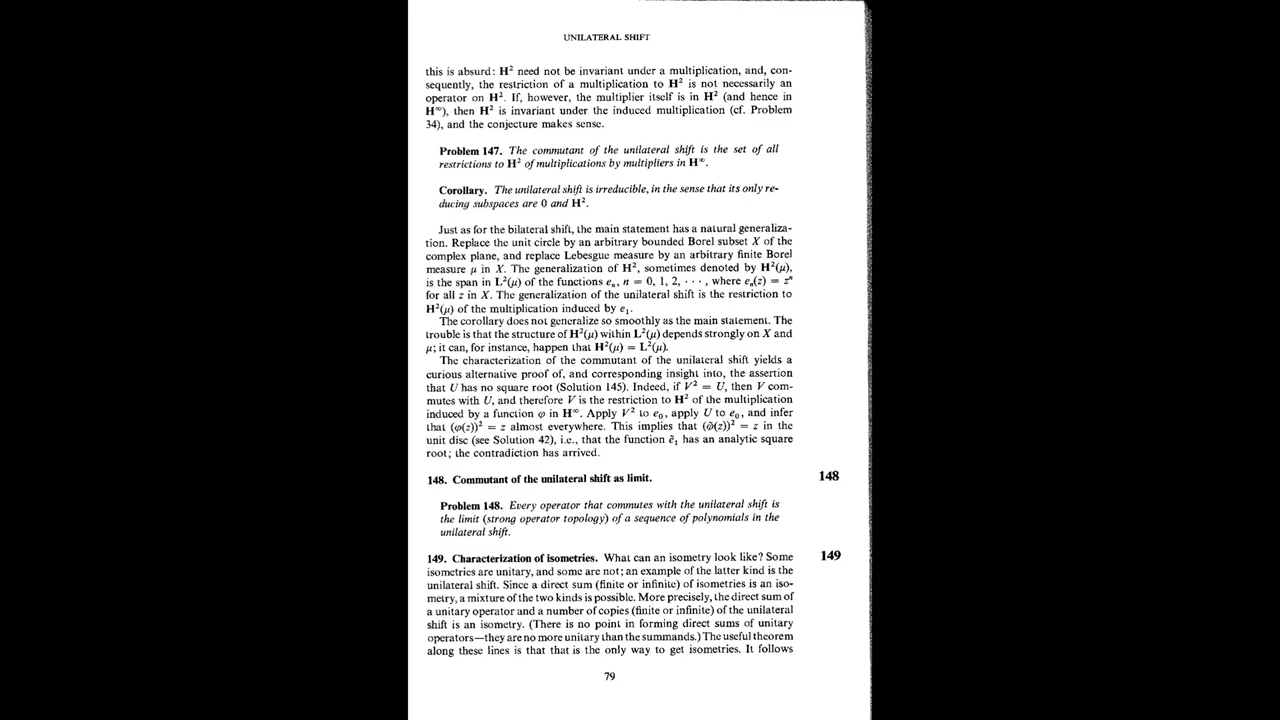 UNILATERAL SHIFT
this is absurd: H² need not be invariant under a multiplication, and, con-
sequently, the restriction of a multiplication to H² is not necessarily an
operator on H². If, however, the multiplier itself is in H² (and hence in
H∞), then H² is invariant under the induced multiplication (cf. Problem
34), and the conjecture makes sense.
Problem 147. The commutant of the unilateral shift is the set of all
restrictions to H² of multiplications by multipliers in H∞.
Corollary. The unilateral shift is irreducible, in the sense that its only re-
ducing subspaces are 0 and H².
Just as for the bilateral shift, the main statement has a natural generaliza-
tion. Replace the unit circle by an arbitrary bounded Borel subset X of the
complex plane, and replace Lebesgue measure by an arbitrary finite Borel
measure μ in X. The generalization of H², sometimes denoted by H²(μ),
is the span in L²(μ) of the functions eₙ, n = 0, 1, 2, ···, where eₙ(z) = zⁿ
for all z in X. The generalization of the unilateral shift is the restriction to
H²(μ) of the multiplication induced by e₁.
The corollary does not generalize so smoothly as the main statement. The
trouble is that the structure of H²(μ) within L²(μ) depends strongly on X and
μ; it can, for instance, happen that H²(μ) = L²(μ).
The characterization of the commutant of the unilateral shift yields a
curious alternative proof of, and corresponding insight into, the assertion
that U has no square root (Solution 145). Indeed, if V² = U, then V com-
mutes with U, and therefore V is the restriction to H² of the multiplication
induced by a function φ in H∞. Apply V² to e₀, apply U to e₀, and infer
that (φ(z))² = z almost everywhere. This implies that (φ̃(z))² = z in the
unit disc (see Solution 42), i.e., that the function ẽ₁ has an analytic square
root; the contradiction has arrived.
148. Commutant of the unilateral shift as limit. 148
Problem 148. Every operator that commutes with the unilateral shift is
the limit (strong operator topology) of a sequence of polynomials in the
unilateral shift.
149. Characterization of isometries. What can an isometry look like? Some 149
isometries are unitary, and some are not; an example of the latter kind is the
unilateral shift. Since a direct sum (finite or infinite) of isometries is an iso-
metry, a mixture of the two kinds is possible. More precisely, the direct sum of
a unitary operator and a number of copies (finite or infinite) of the unilateral
shift is an isometry. (There is no point in forming direct sums of unitary
operators—they are no more unitary than the summands.) The useful theorem
along these lines is that that is the only way to get isometries. It follows
79